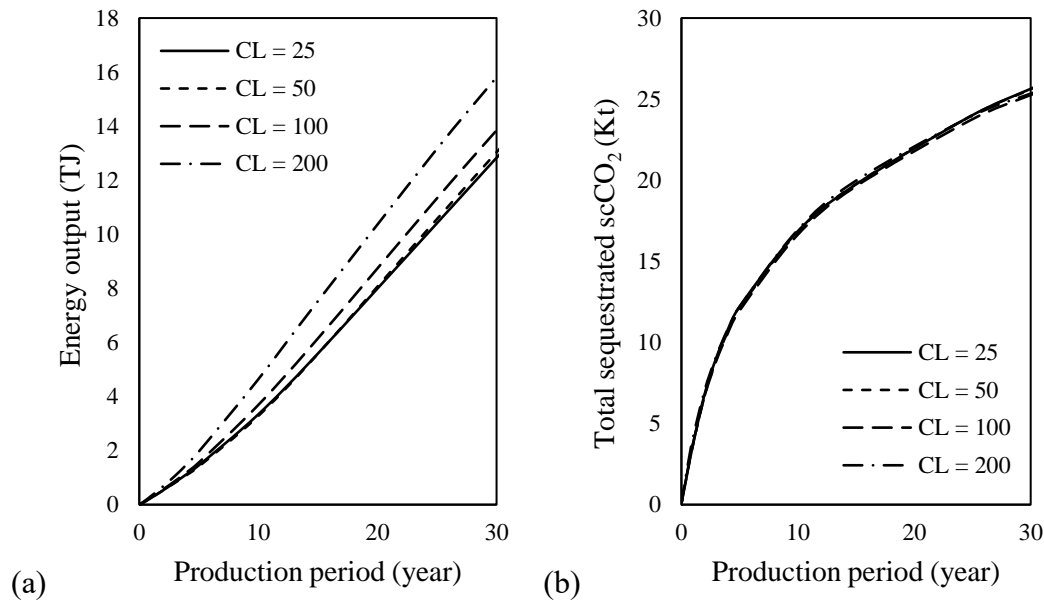 18
16
14
12
10
8
6
4
2
0
Energy output (TJ)
CL = 25
CL = 50
CL = 100
CL = 200
0 10 20 30
Production period (year)
(a)
30
25
20
15
10
5
0
Total sequestrated scCO₂ (Kt)
CL = 25
CL = 50
CL = 100
CL = 200
0 10 20 30
Production period (year)
(b)